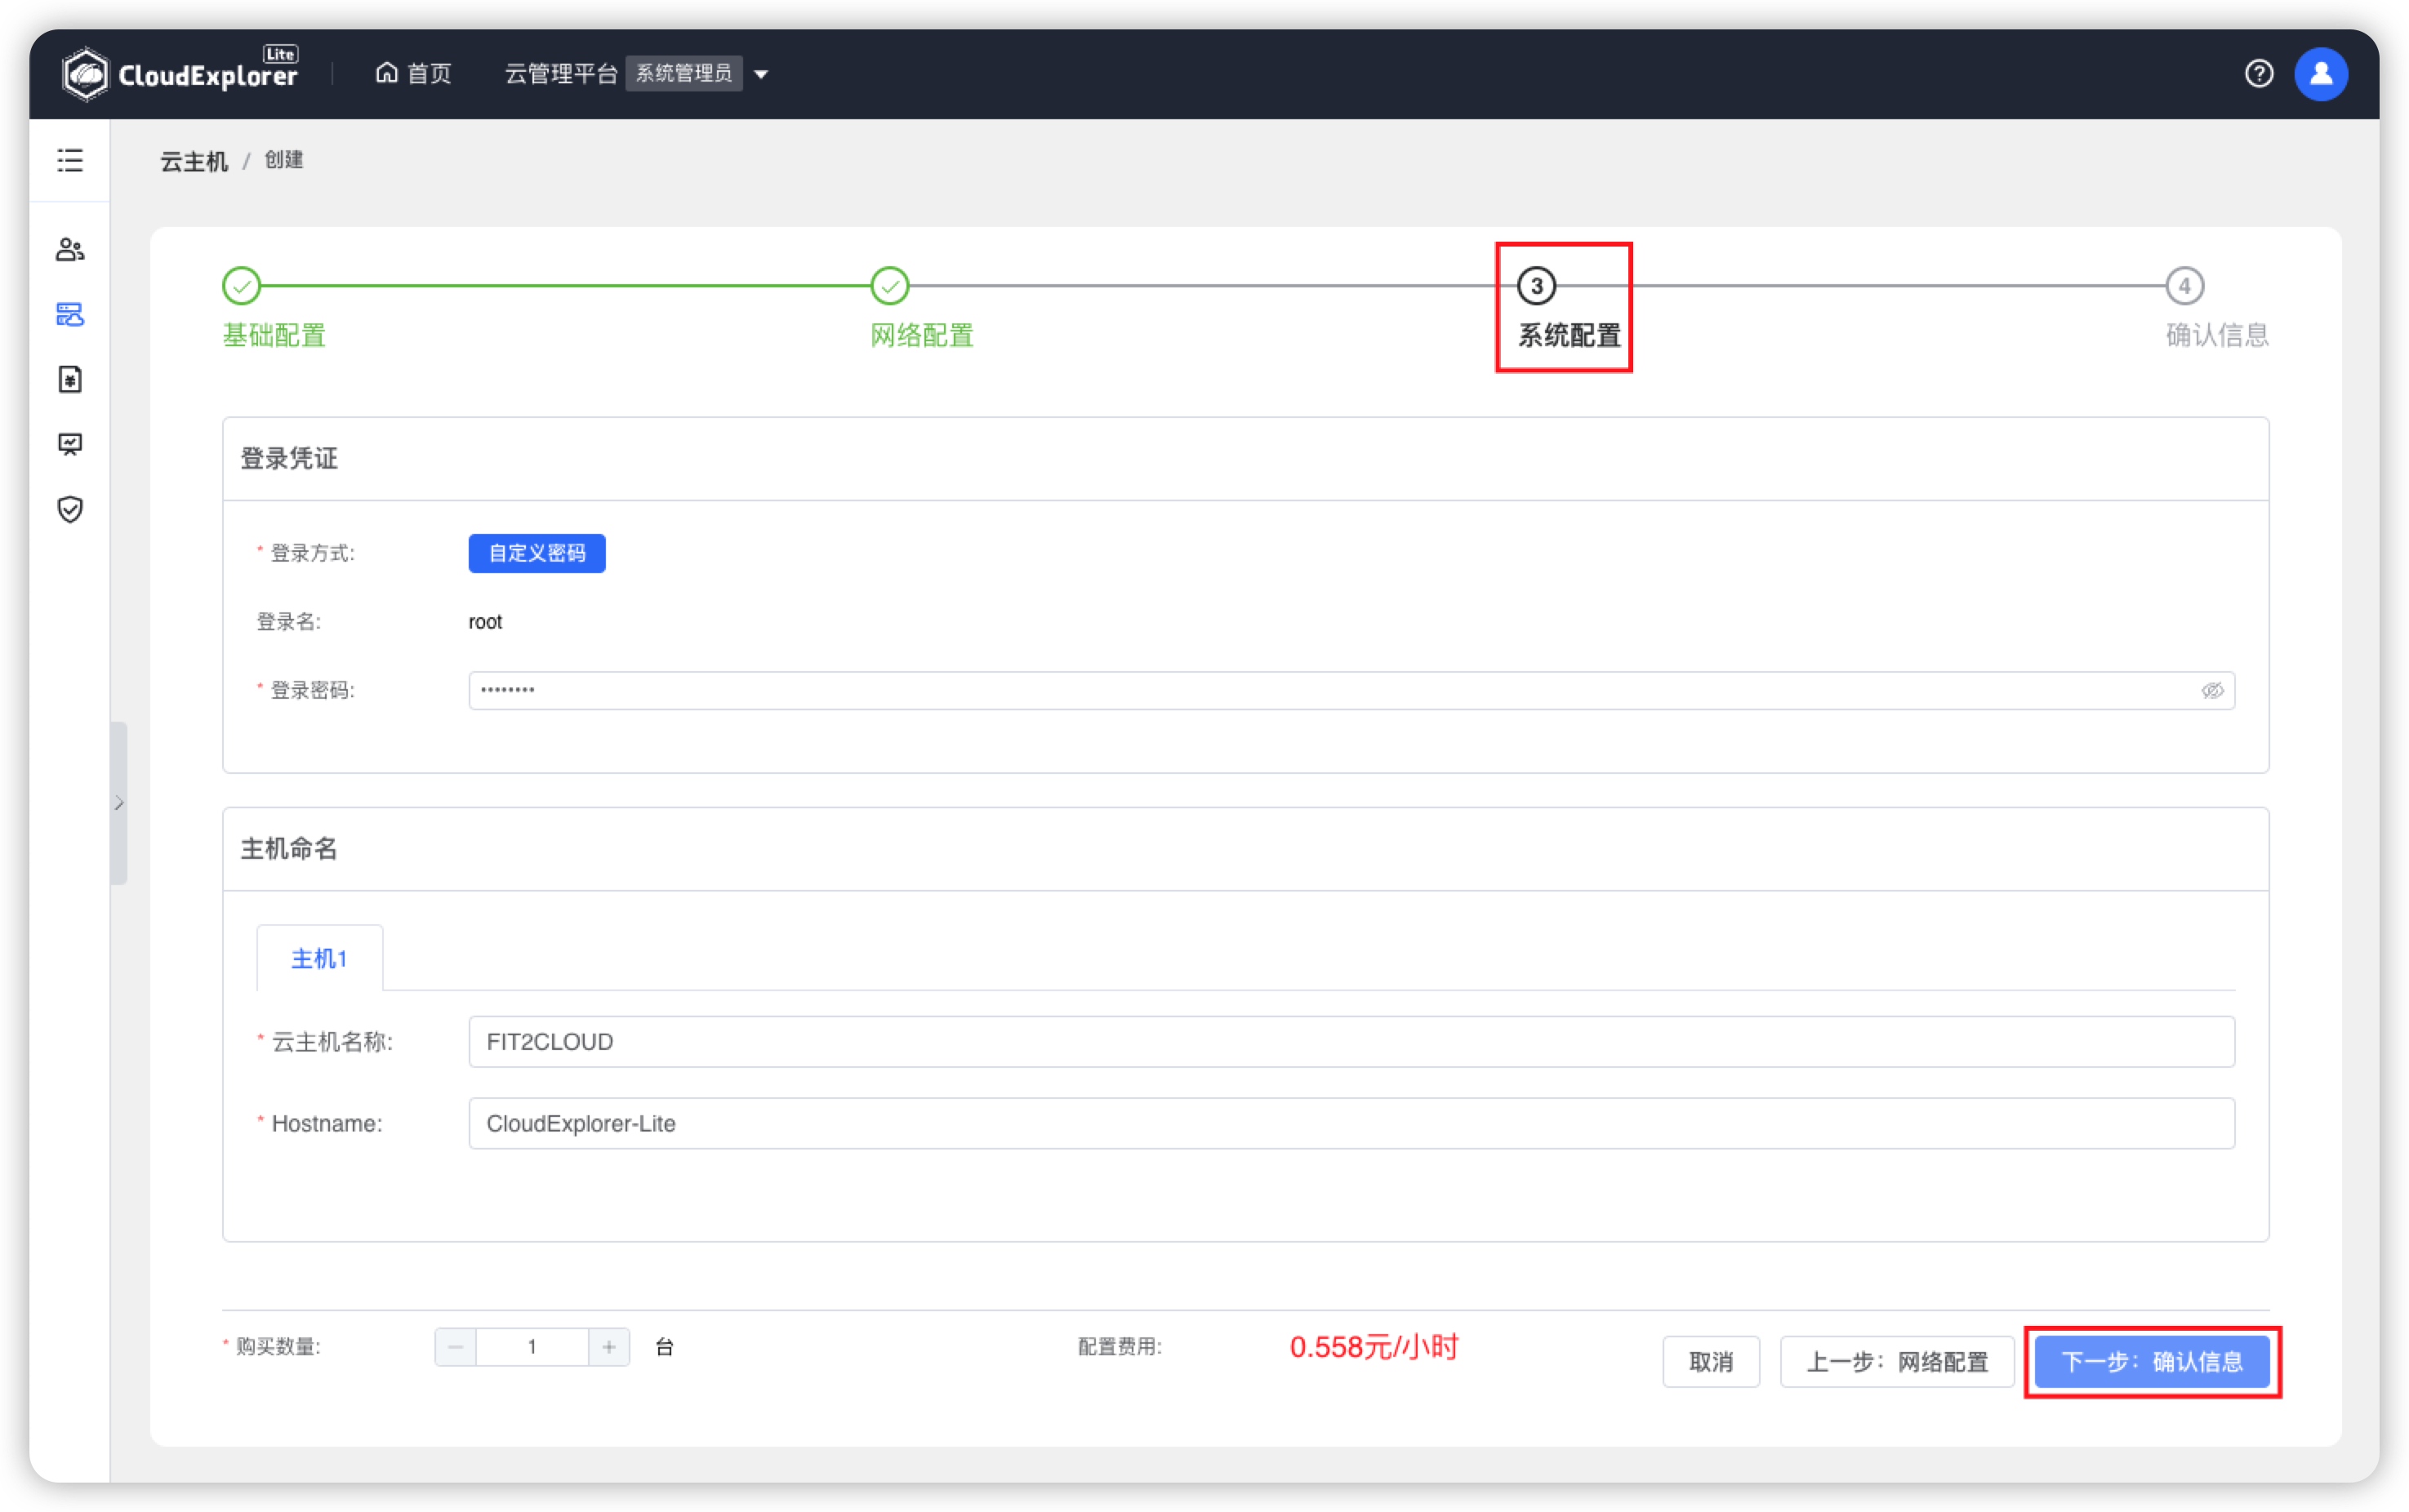 CloudExplorer Lite 首页 云管理平台 系统管理员
云主机 / 创建
3 4
基础配置 网络配置 系统配置 确认信息
登录凭证
* 登录方式: 自定义密码
登录名: root
* 登录密码: ••••••••
主机命名
主机1
* 云主机名称: FIT2CLOUD
* Hostname: CloudExplorer-Lite
* 购买数量: − 1 + 台 配置费用: 0.558元/小时 取消 上一步：网络配置 下一步：确认信息